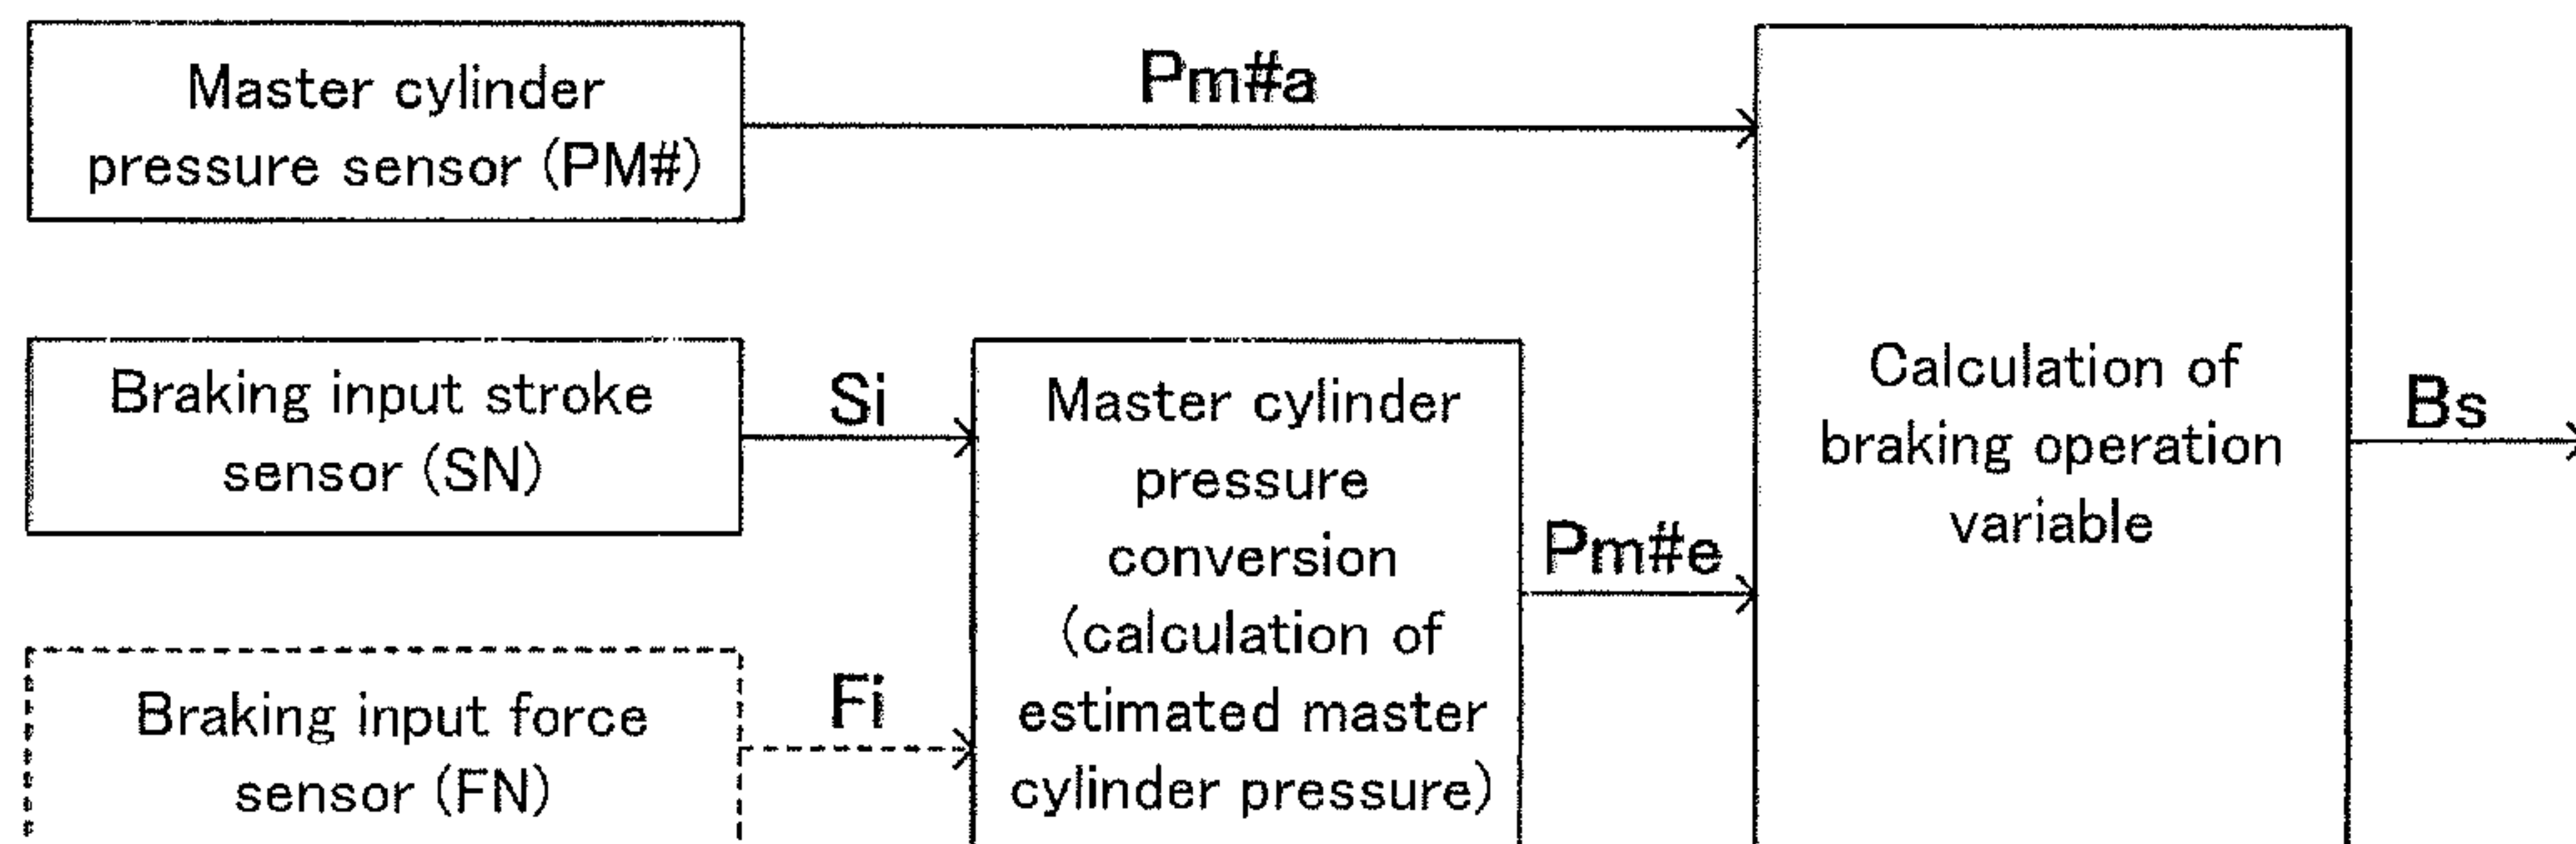 Master cylinder
pressure sensor (PM#)
Pm#a
Braking input stroke
sensor (SN)
Si
Master cylinder
pressure
conversion
(calculation of
estimated master
cylinder pressure)
Braking input force
sensor (FN)
Fi
Pm#e
Calculation of
braking operation
variable
Bs